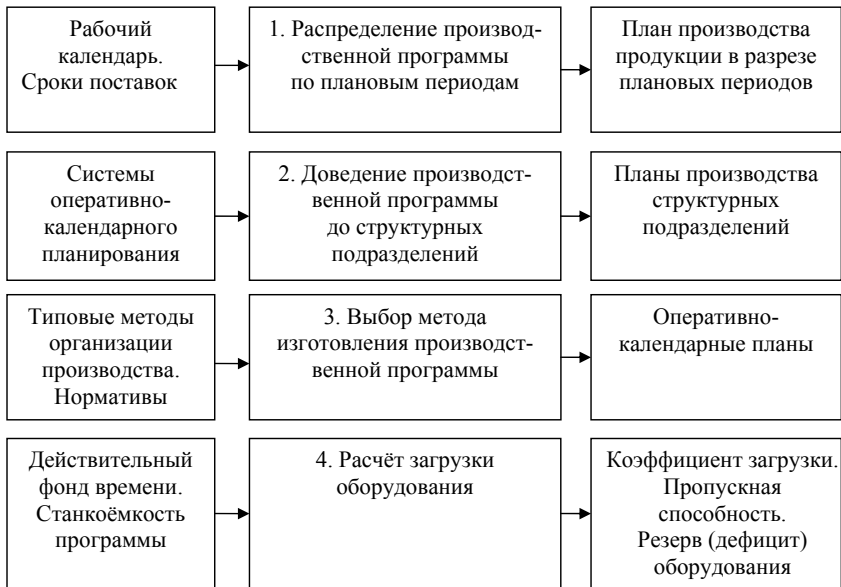 Рабочий
календарь.
Сроки поставок
1. Распределение производ-
ственной программы
по плановым периодам
План производства
продукции в разрезе
плановых периодов
Системы
оперативно-
календарного
планирования
2. Доведение производст-
венной программы
до структурных
подразделений
Планы производства
структурных
подразделений
Типовые методы
организации
производства.
Нормативы
3. Выбор метода
изготовления производст-
венной программы
Оперативно-
календарные планы
Действительный
фонд времени.
Станкоёмкость
программы
4. Расчёт загрузки
оборудования
Коэффициент загрузки.
Пропускная
способность.
Резерв (дефицит)
оборудования